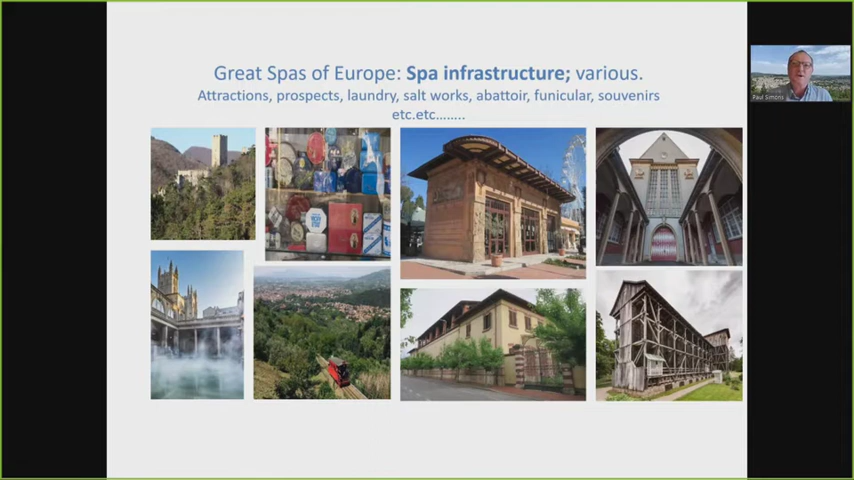 Great Spas of Europe: Spa infrastructure; various.
Attractions, prospects, laundry, salt works, abattoir, funicular, souvenirs
etc.etc........
Paul Simons